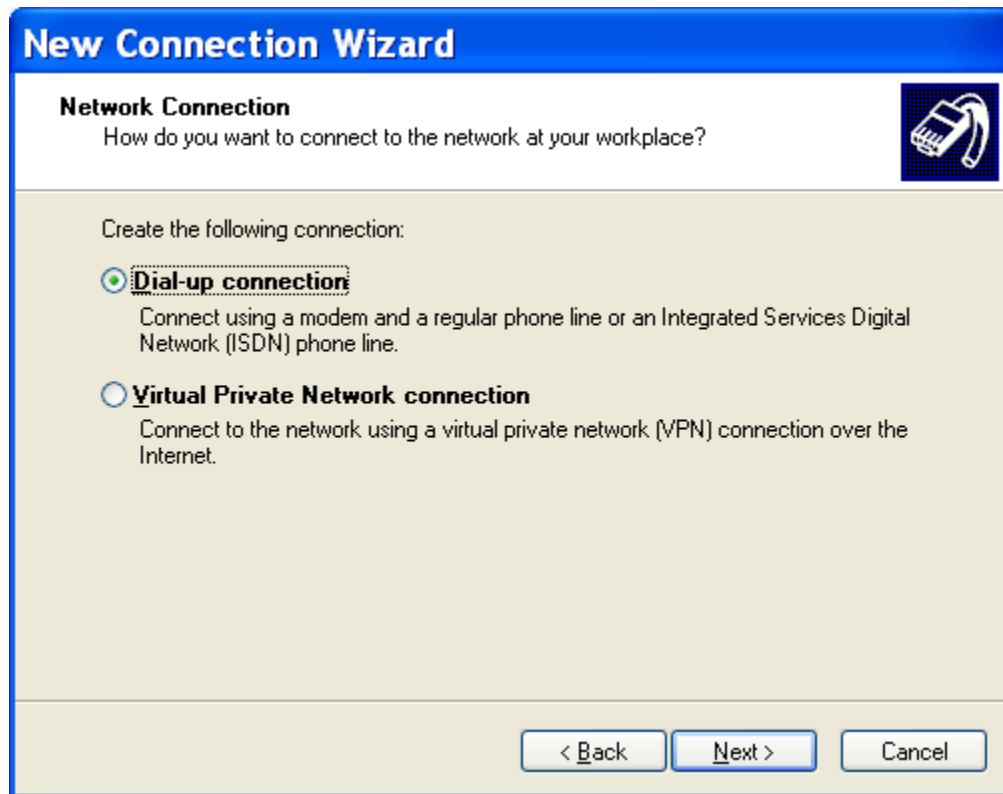 New Connection Wizard
Network Connection
How do you want to connect to the network at your workplace?
Create the following connection:
Dial-up connection
Connect using a modem and a regular phone line or an Integrated Services Digital
Network (ISDN) phone line.
Virtual Private Network connection
Connect to the network using a virtual private network (VPN) connection over the
Internet.
< Back
Next >
Cancel